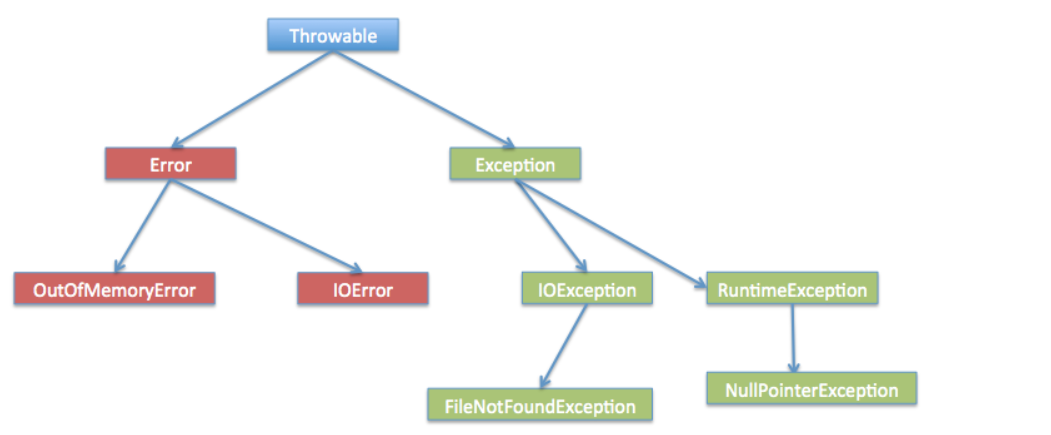 Throwable
Error
Exception
OutOfMemoryError
IOError
IOException
RuntimeException
FileNotFoundException
NullPointerException